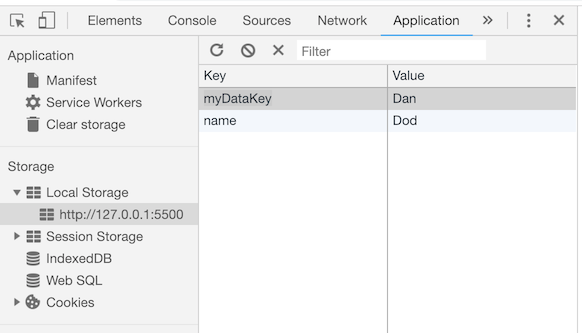 Elements Console Sources Network Application »
Application
Manifest
Service Workers
Clear storage
Storage
Local Storage
http://127.0.0.1:5500
Session Storage
IndexedDB
Web SQL
Cookies
Filter
Key Value
myDataKey Dan
name Dod